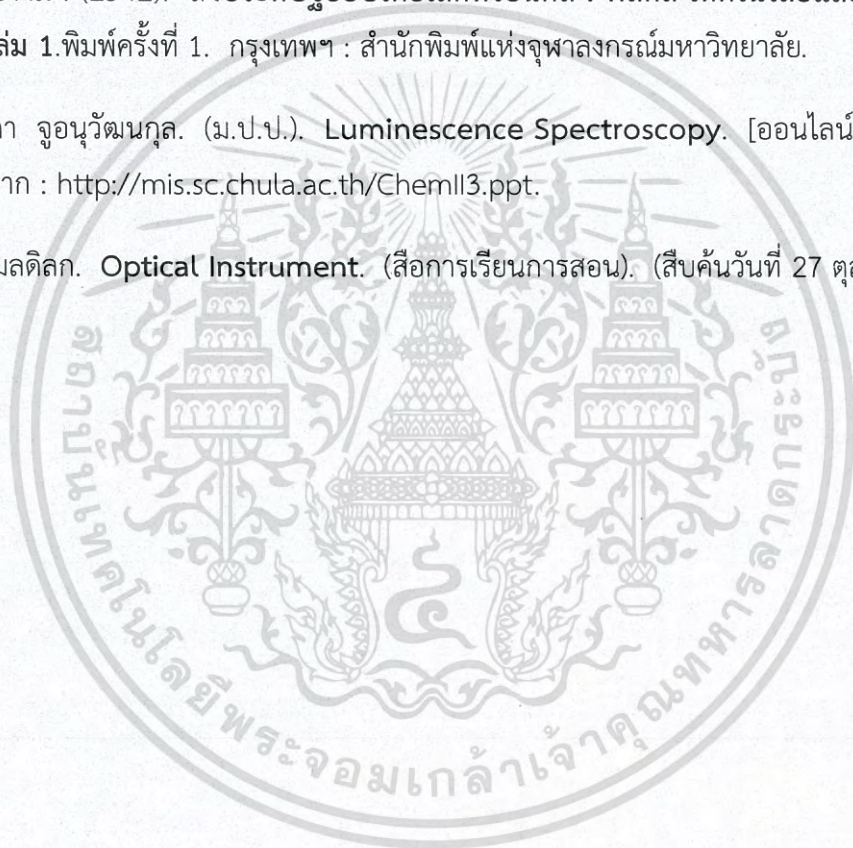 ล่ม 1.พิมพ์ครั้งที่ 1. กรุงเทพฯ : สำนักพิมพ์แห่งจุฬาลงกรณ์มหาวิทยาลัย.
า จูอนุวัฒนกุล. (ม.ป.ป.). Luminescence Spectroscopy. [ออนไลน์
าก : http://mis.sc.chula.ac.th/ChemII3.ppt.
มลดิลก. Optical Instrument. (สื่อการเรียนการสอน). (สืบค้นวันที่ 27 ตุล
สถาบันเทคโนโลยีพระจอมเกล้าเจ้าคุณทหารลาดกระบัง